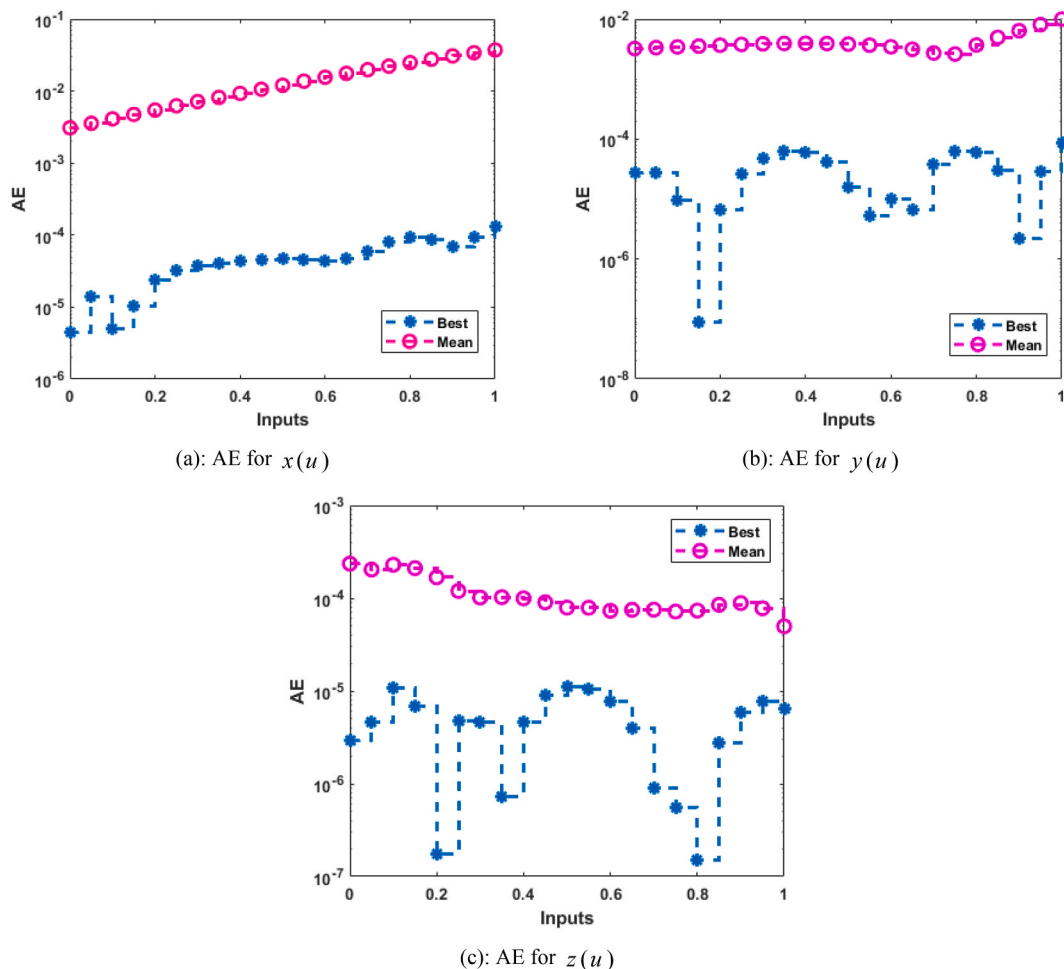 10^-1
10^-2
10^-3
10^-4
10^-5
10^-6
AE
0 0.2 0.4 0.6 0.8 1
Inputs
Best
Mean
(a): AE for x(u)
10^-2
10^-4
10^-6
10^-8
AE
0 0.2 0.4 0.6 0.8 1
Inputs
Best
Mean
(b): AE for y(u)
10^-3
10^-4
10^-5
10^-6
10^-7
AE
0 0.2 0.4 0.6 0.8 1
Inputs
Best
Mean
(c): AE for z(u)